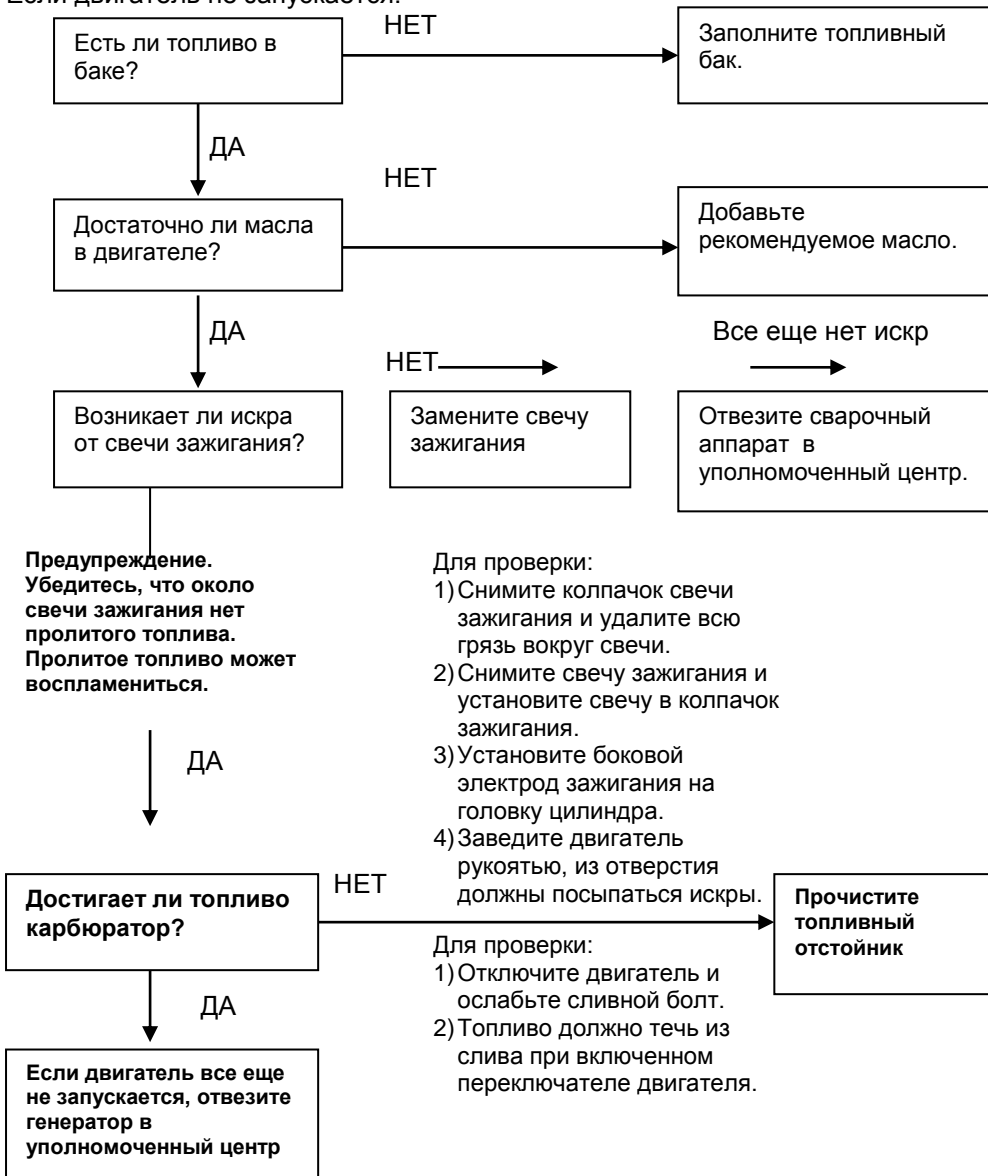 Если двигатель не запускается:
НЕТ
Есть ли топливо в
баке?
Заполните топливный
бак.
ДА
НЕТ
Достаточно ли масла
в двигателе?
Добавьте
рекомендуемое масло.
ДА
Все еще нет искр
НЕТ
Возникает ли искра
от свечи зажигания?
Замените свечу
зажигания
Отвезите сварочный
аппарат в
уполномоченный центр.
Предупреждение.
Убедитесь, что около
свечи зажигания нет
пролитого топлива.
Пролитое топливо может
воспламениться.
Для проверки:
1)Снимите колпачок свечи
зажигания и удалите всю
грязь вокруг свечи.
2)Снимите свечу зажигания и
установите свечу в колпачок
зажигания.
3)Установите боковой
электрод зажигания на
головку цилиндра.
4)Заведите двигатель
рукоятью, из отверстия
должны посыпаться искры.
ДА
Достигает ли топливо
карбюратор?
НЕТ
Прочистите
топливный
отстойник
Для проверки:
1)Отключите двигатель и
ослабьте сливной болт.
2)Топливо должно течь из
слива при включенном
переключателе двигателя.
ДА
Если двигатель все еще
не запускается, отвезите
генератор в
уполномоченный центр